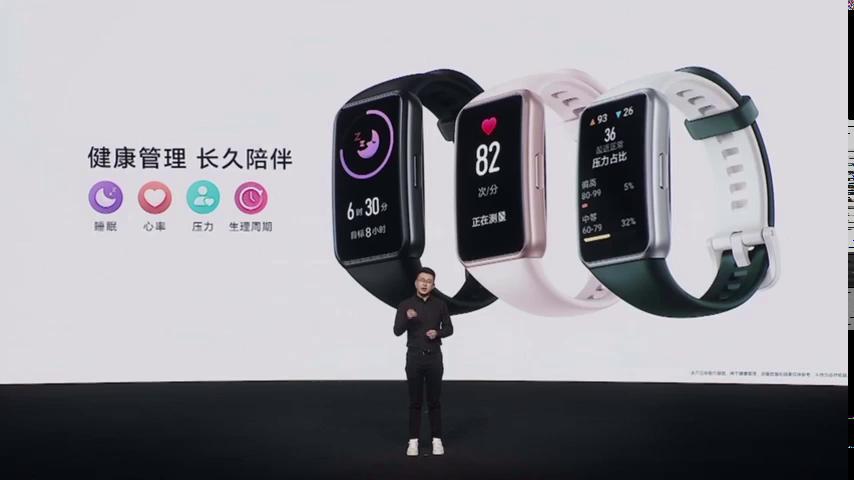 健康管理 长久陪伴
睡眠 心率 压力 生理周期
Z
6时30分
目标8小时
82
次/分
正在测量
▲93 ▼26
36
压力占比
偏高
80-99 5%
中等
60-79 32%